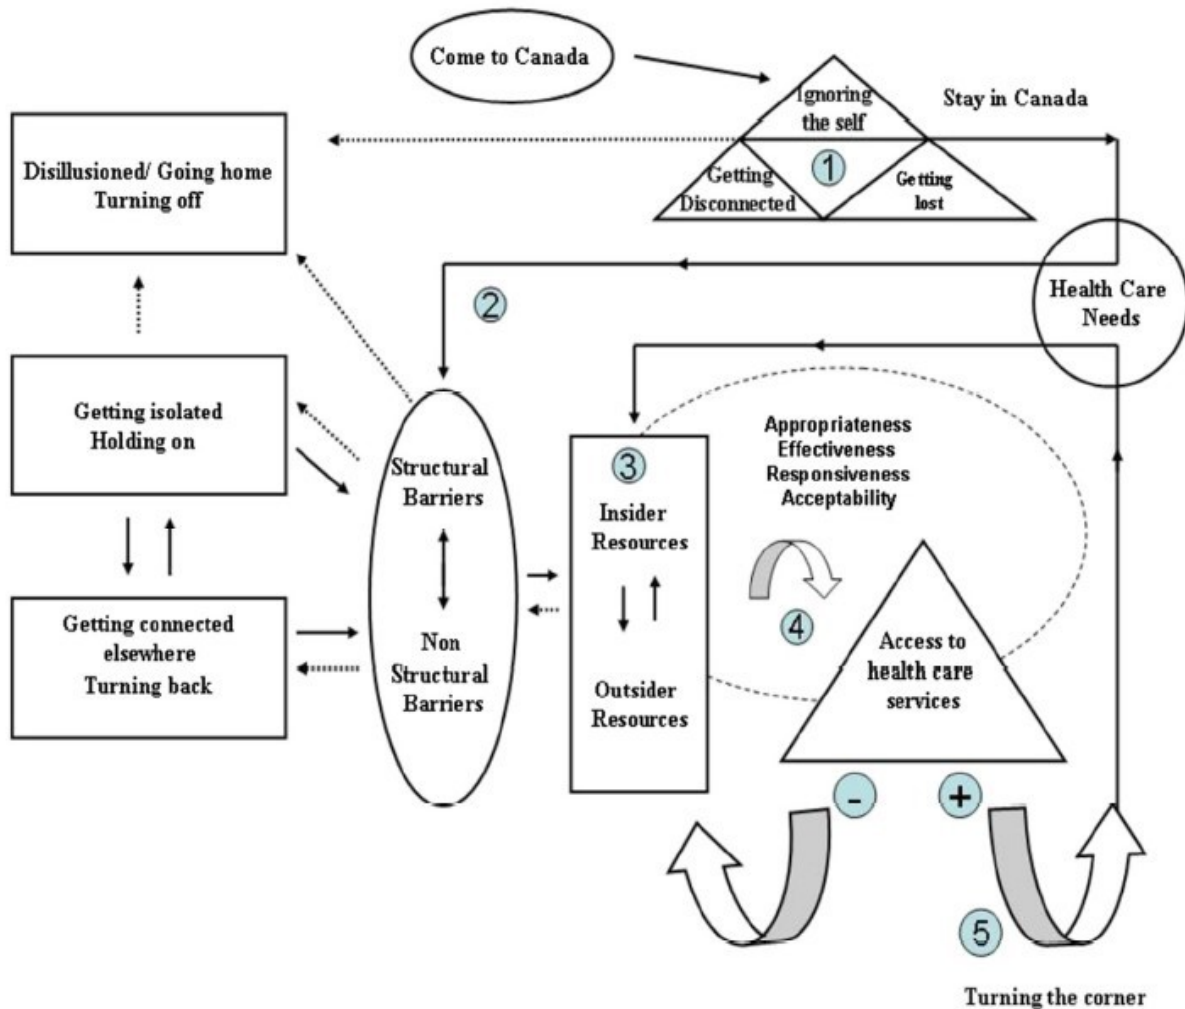 Come to Canada
Ignoring
the self
Stay in Canada
1
Getting
Disconnected
Getting
lost
Disillusioned/ Going home
Turning off
2
Health Care
Needs
Getting isolated
Holding on
Structural
Barriers
3
Insider
Resources
Appropriateness
Effectiveness
Responsiveness
Acceptability
4
Getting connected
elsewhere
Turning back
Non
Structural
Barriers
Outsider
Resources
Access to
health care
services
-
+
5
Turning the corner